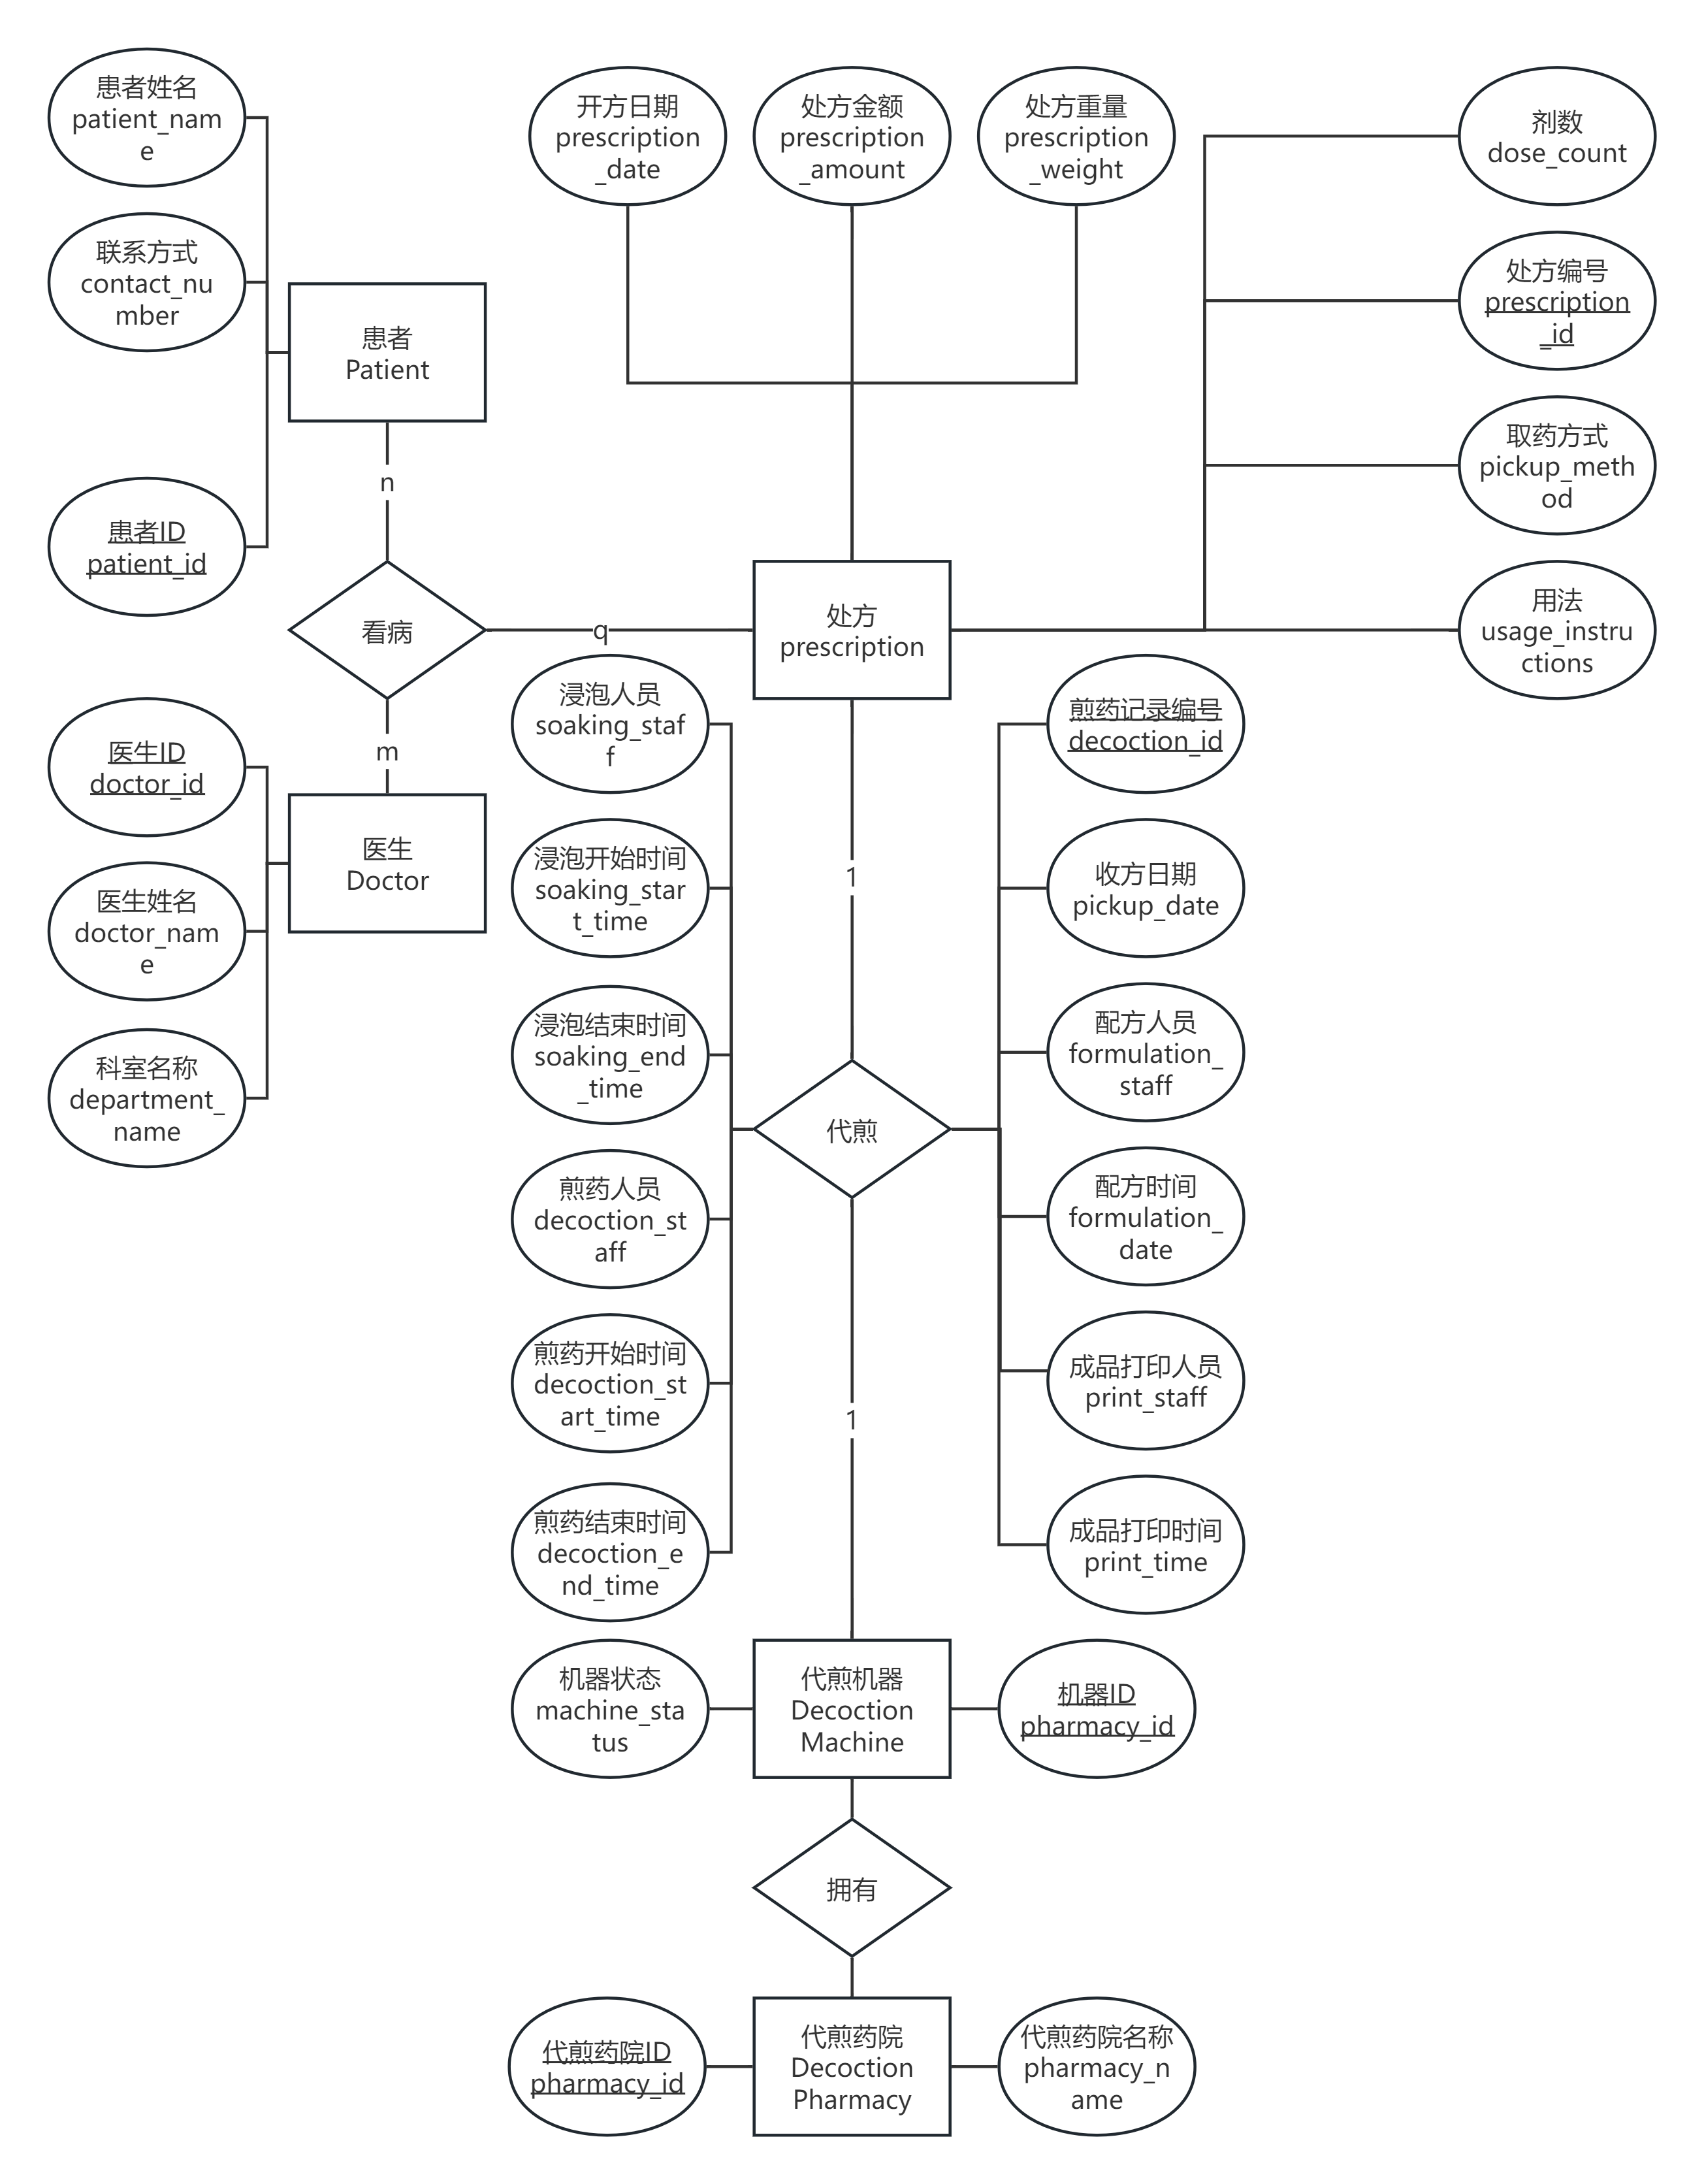 患者姓名
patient_nam
e
联系方式
contact_nu
mber
患者
Patient
患者ID
patient_id
n
看病
m
q
医生ID
doctor_id
医生姓名
doctor_nam
e
科室名称
department_
name
医生
Doctor
开方日期
prescription
_date
处方金额
prescription
_amount
处方重量
prescription
_weight
剂数
dose_count
处方编号
prescription
_id
取药方式
pickup_meth
od
用法
usage_instru
ctions
处方
prescription
1
浸泡人员
soaking_staf
f
浸泡开始时间
soaking_star
t_time
浸泡结束时间
soaking_end
_time
煎药人员
decoction_st
aff
煎药开始时间
decoction_st
art_time
煎药结束时间
decoction_e
nd_time
代煎
煎药记录编号
decoction_id
收方日期
pickup_date
配方人员
formulation_
staff
配方时间
formulation_
date
成品打印人员
print_staff
成品打印时间
print_time
1
机器状态
machine_sta
tus
代煎机器
Decoction
Machine
机器ID
pharmacy_id
拥有
代煎药院ID
pharmacy_id
代煎药院
Decoction
Pharmacy
代煎药院名称
pharmacy_n
ame